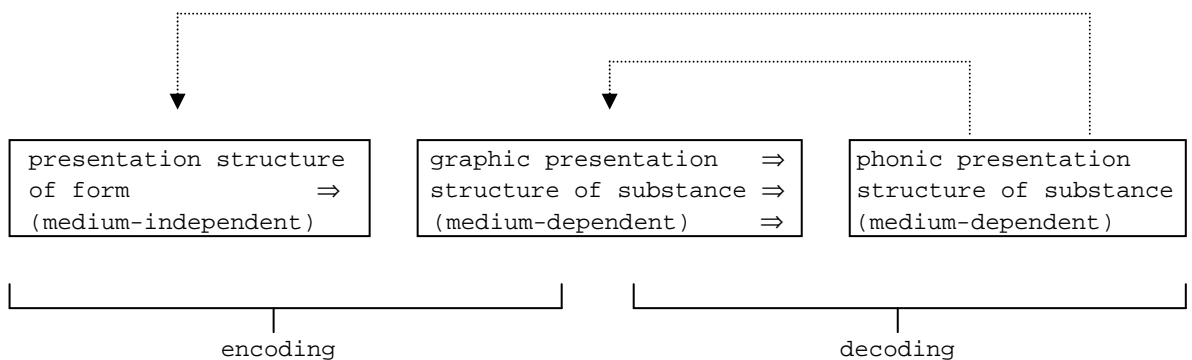 presentation structure
of form ⇒
(medium-independent)
graphic presentation ⇒
structure of substance ⇒
(medium-dependent) ⇒
phonic presentation
structure of substance
(medium-dependent)
encoding
decoding